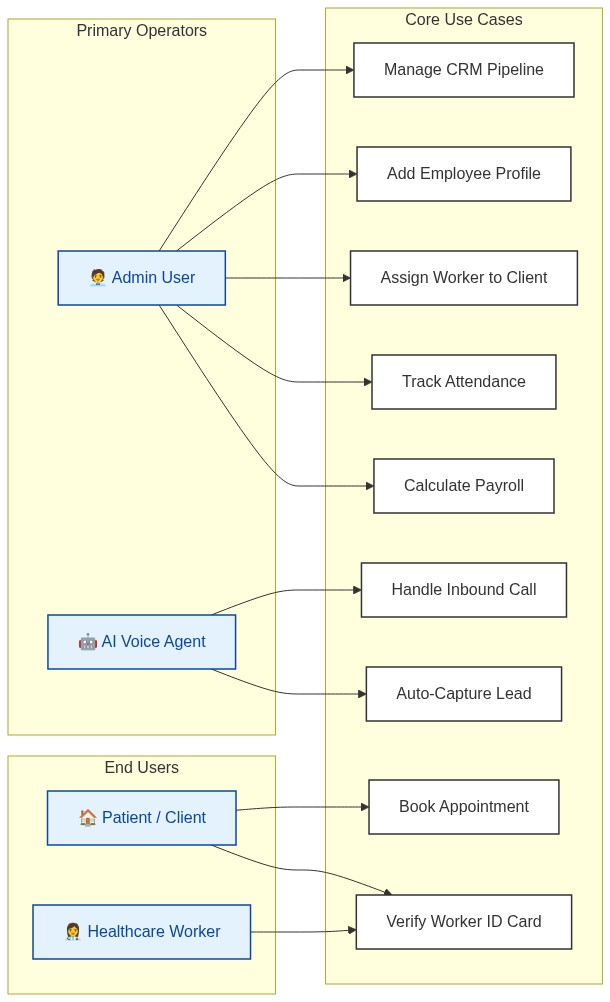 Primary Operators
🧑‍💼 Admin User
🤖 AI Voice Agent
End Users
🏠 Patient / Client
👩‍⚕️ Healthcare Worker
Core Use Cases
Manage CRM Pipeline
Add Employee Profile
Assign Worker to Client
Track Attendance
Calculate Payroll
Handle Inbound Call
Auto-Capture Lead
Book Appointment
Verify Worker ID Card